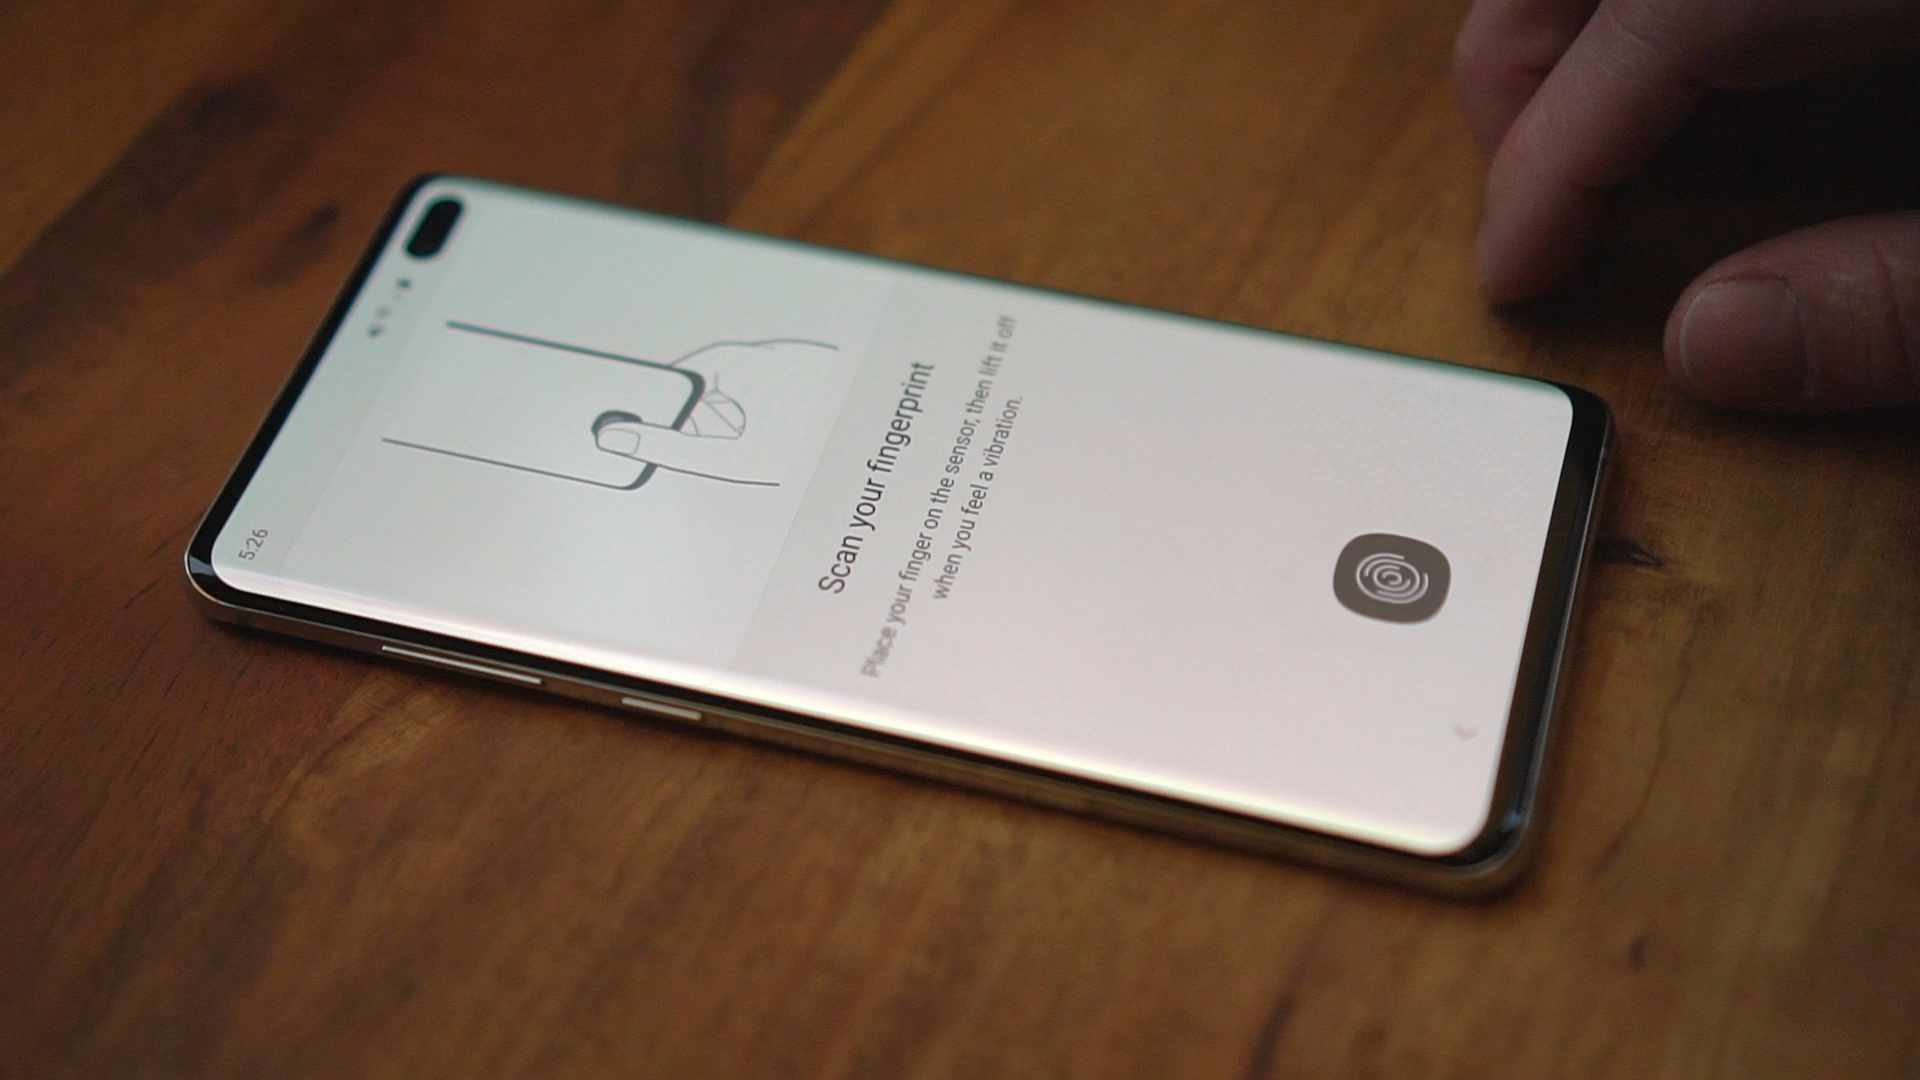 5:26
Scan your fingerprint
Place your finger on the sensor, then lift it off
when you feel a vibration.